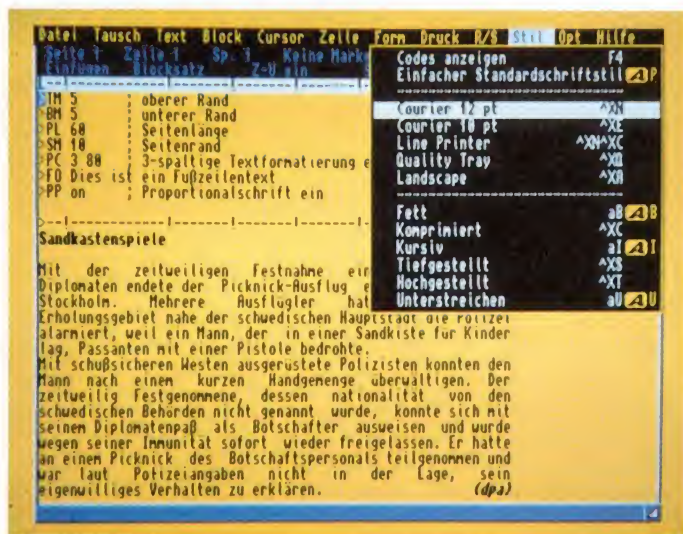 Datei Tausch Text Block Cursor Zeile Form Druck R/S Stil Opt Hilfe
Seite 1 Zeile 1 Sp. 1 Keine Mark
Einfügen Blocksatz Z-U ein
>TM 5 ; oberer Rand
>BM 5 ; unterer Rand
>PL 60 ; Seitenlänge
>SM 10 ; Seitenrand
>PC 3 80 ; 3-spaltige Textformatierung e
>FO Dies ist ein Fußzeilentext
>PP on ; Proportionalschrift ein
Codes anzeigen F4
Einfacher Standardschriftstil A P
Courier 12 pt ^XN
Courier 10 pt ^XE
Line Printer ^XN^XC
Quality Tray ^XQ
Landscape ^XR
Fett aB A B
Komprimiert ^XC
Kursiv aI A I
Tiefgestellt ^XS
Hochgestellt ^XT
Unterstreichen aU A U
Sandkastenspiele
Mit der zeitweiligen Festnahme ein
Diplomaten endete der Picknick-Ausflug e
Stockholm. Mehrere Ausflügler hat
Erholungsgebiet nahe der schwedischen Hauptstadt die Polizei
alarmiert, weil ein Mann, der in einer Sandkiste für Kinder
lag, Passanten mit einer Pistole bedrohte.
Mit schußsicheren Westen ausgerüstete Polizisten konnten den
Mann nach einem kurzen Handgemenge überwältigen. Der
zeitweilig Festgenommene, dessen nationalität von den
schwedischen Behörden nicht genannt wurde, konnte sich mit
seinem Diplomatenpaß als Botschafter ausweisen und wurde
wegen seiner Immunität sofort wieder freigelassen. Er hatte
an einem Picknick des Botschaftspersonals teilgenommen und
war laut Polizeiangaben nicht in der Lage, sein
eigenwilliges Verhalten zu erklären. (dpa)